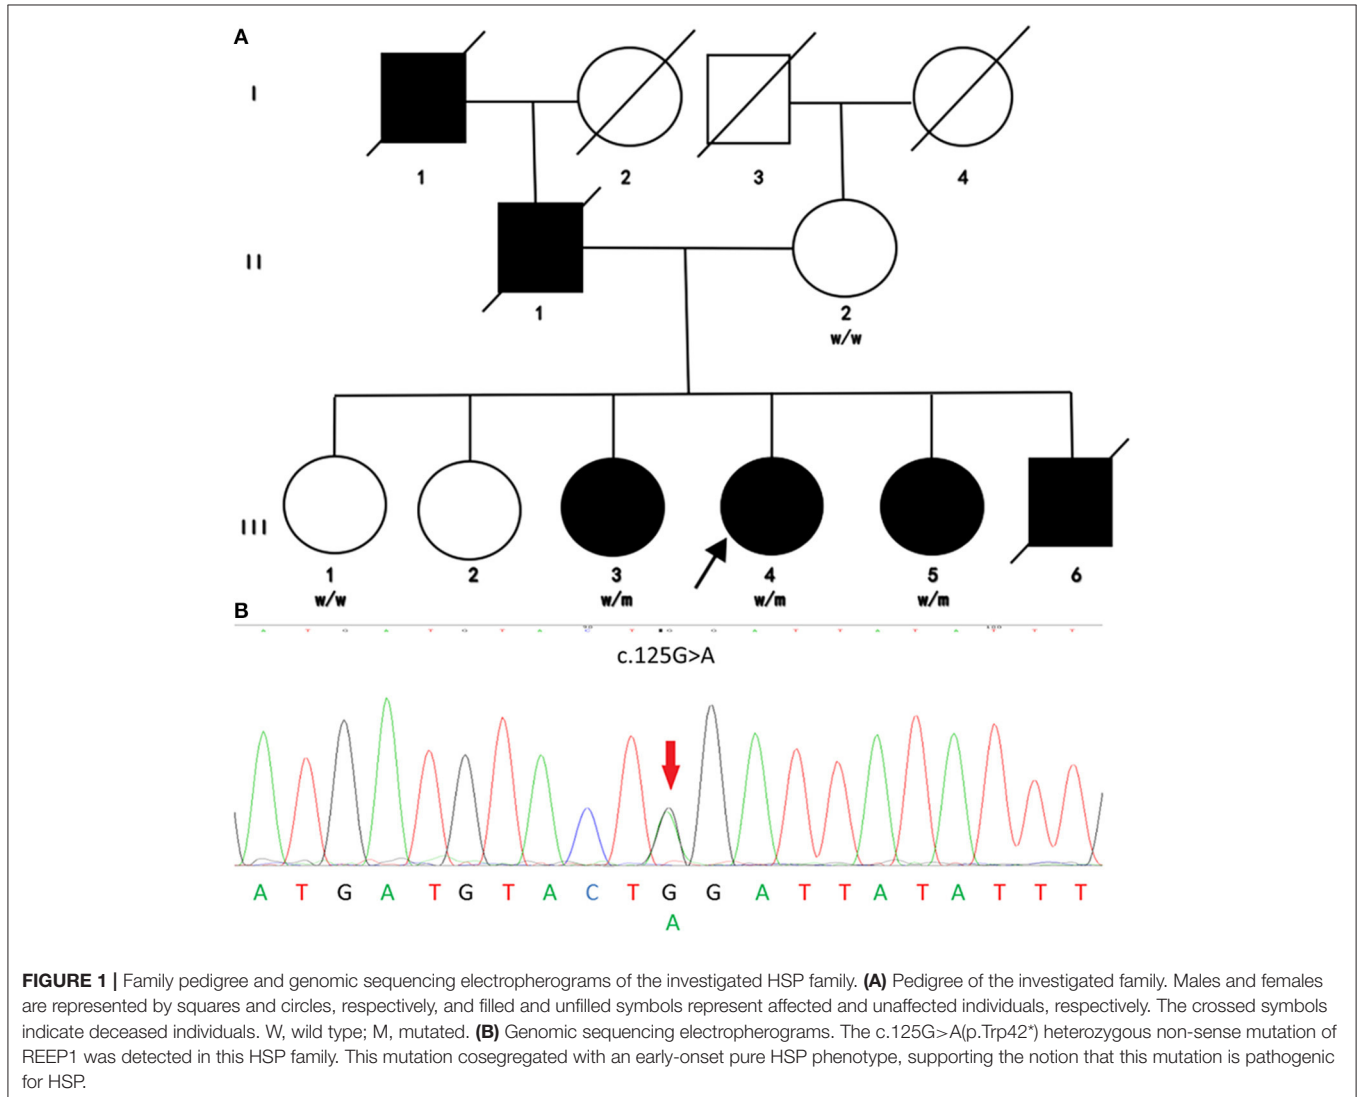 A
I
1
2
3
4
II
1
2
w/w
III
1
2
3
4
5
6
w/w
w/m
w/m
w/m
B
A T G A T G T A C T G G A T T A T A T T T
c.125G>A
A T G A T G T A C T G G A T T A T A T T T
A
FIGURE 1 | Family pedigree and genomic sequencing electropherograms of the investigated HSP family. (A) Pedigree of the investigated family. Males and females
are represented by squares and circles, respectively, and filled and unfilled symbols represent affected and unaffected individuals, respectively. The crossed symbols
indicate deceased individuals. W, wild type; M, mutated. (B) Genomic sequencing electropherograms. The c.125G>A(p.Trp42*) heterozygous non-sense mutation of
REEP1 was detected in this HSP family. This mutation cosegregated with an early-onset pure HSP phenotype, supporting the notion that this mutation is pathogenic
for HSP.